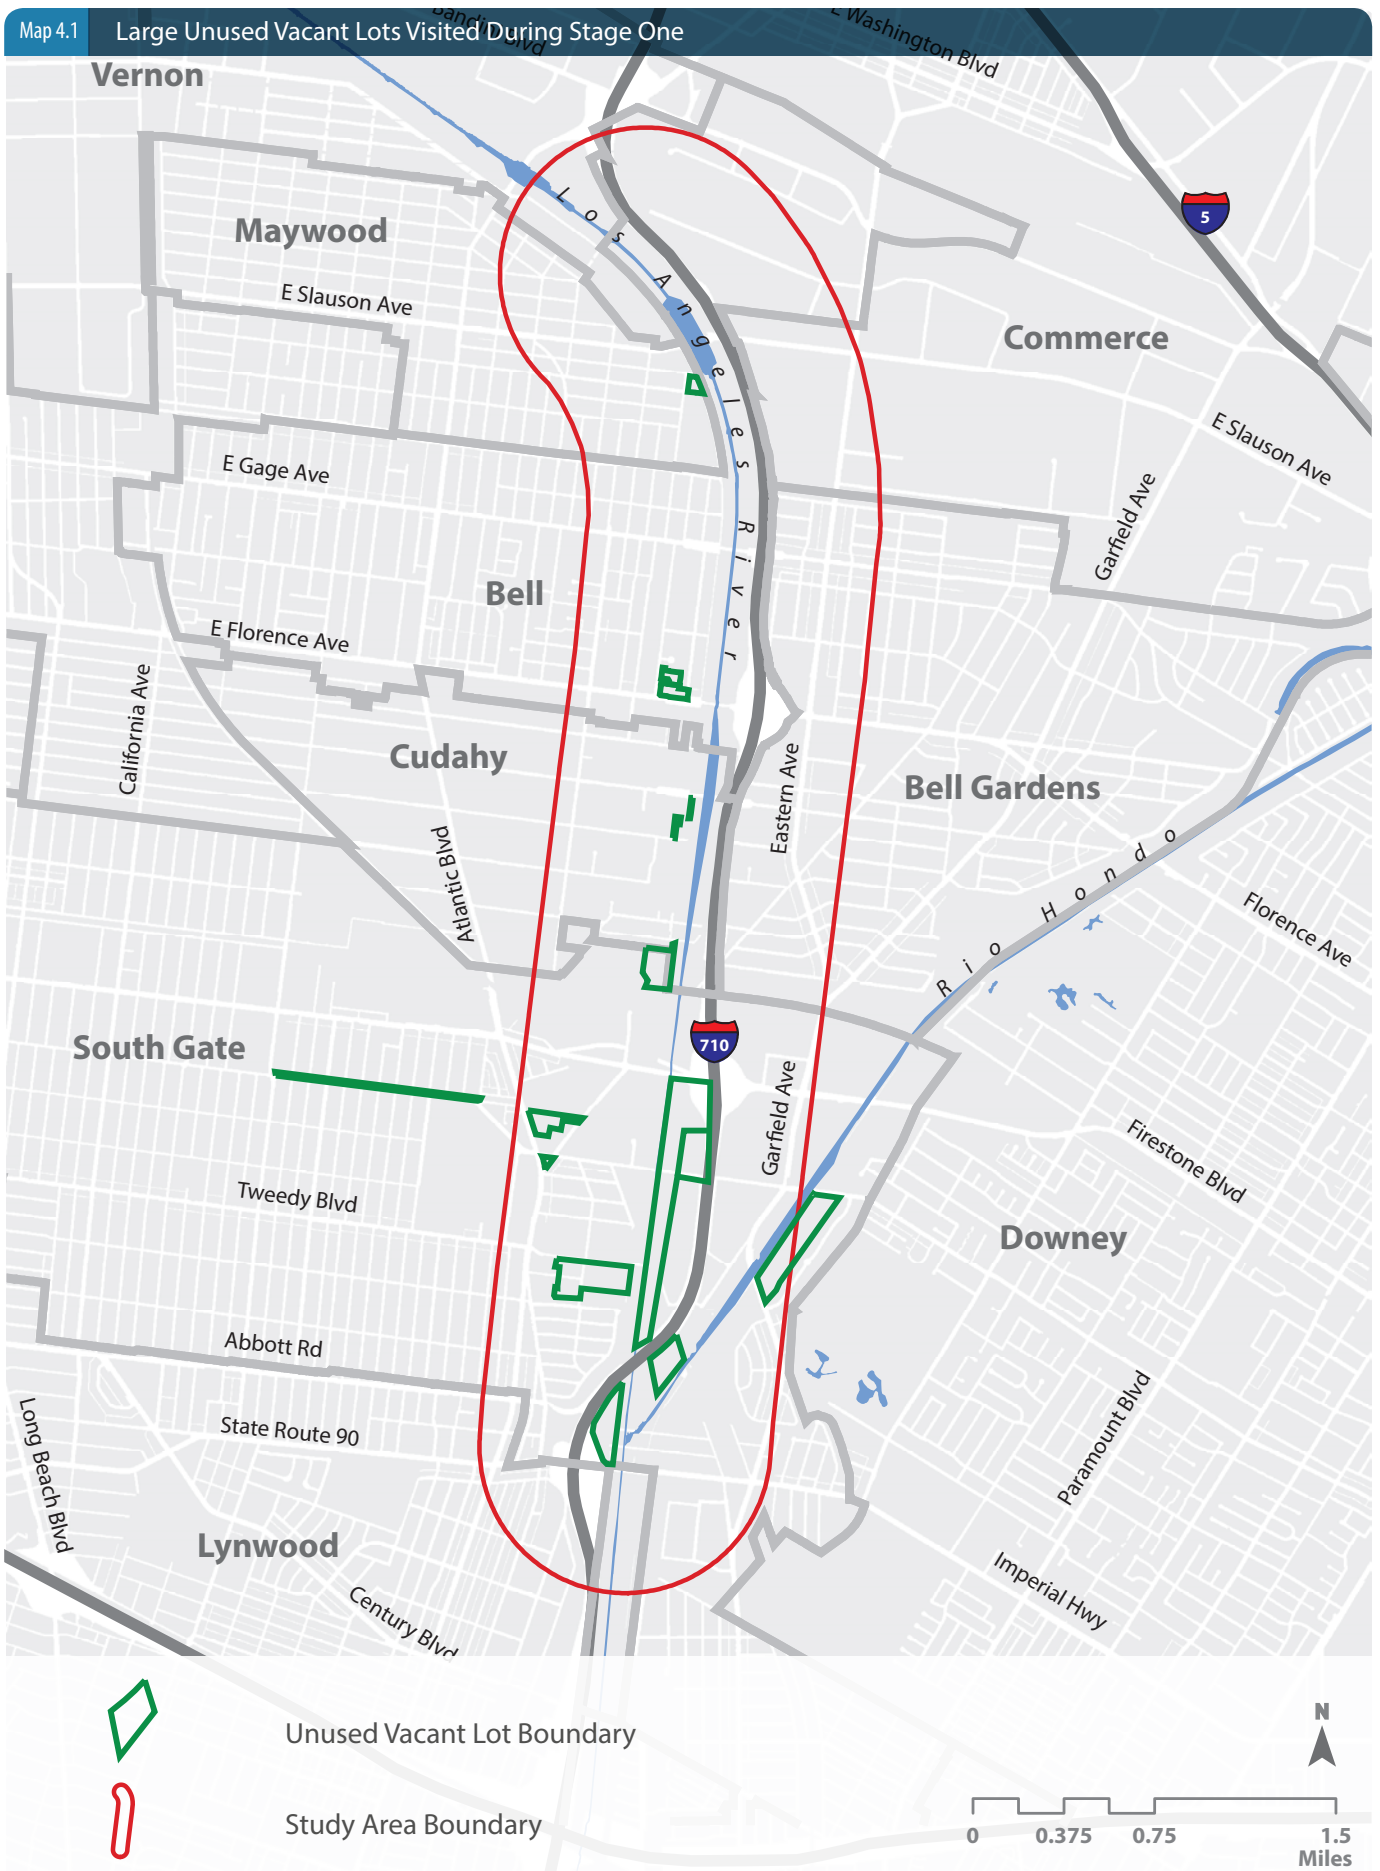 Map 4.1
Large Unused Vacant Lots Visited During Stage One
Bandini Blvd
E Washington Blvd
Vernon
5
Los Angeles River
Maywood
E Slauson Ave
Commerce
E Slauson Ave
E Gage Ave
Garfield Ave
Bell
E Florence Ave
California Ave
Cudahy
Eastern Ave
Bell Gardens
Atlantic Blvd
Rio Hondo
Florence Ave
South Gate
710
Garfield Ave
Firestone Blvd
Tweedy Blvd
Downey
Abbott Rd
State Route 90
Long Beach Blvd
Paramount Blvd
Lynwood
Imperial Hwy
Century Blvd
Unused Vacant Lot Boundary
N
Study Area Boundary
0 0.375 0.75 1.5
Miles